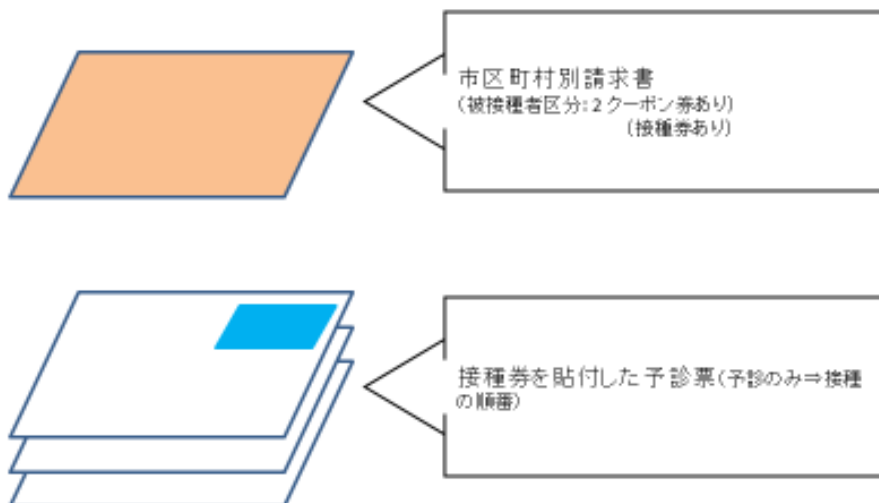 市区町村別請求書
(被接種者区分:2 クーポン券あり)
(接種券あり)
接種券を貼付した予診票(予診のみ⇒接種
の順番)